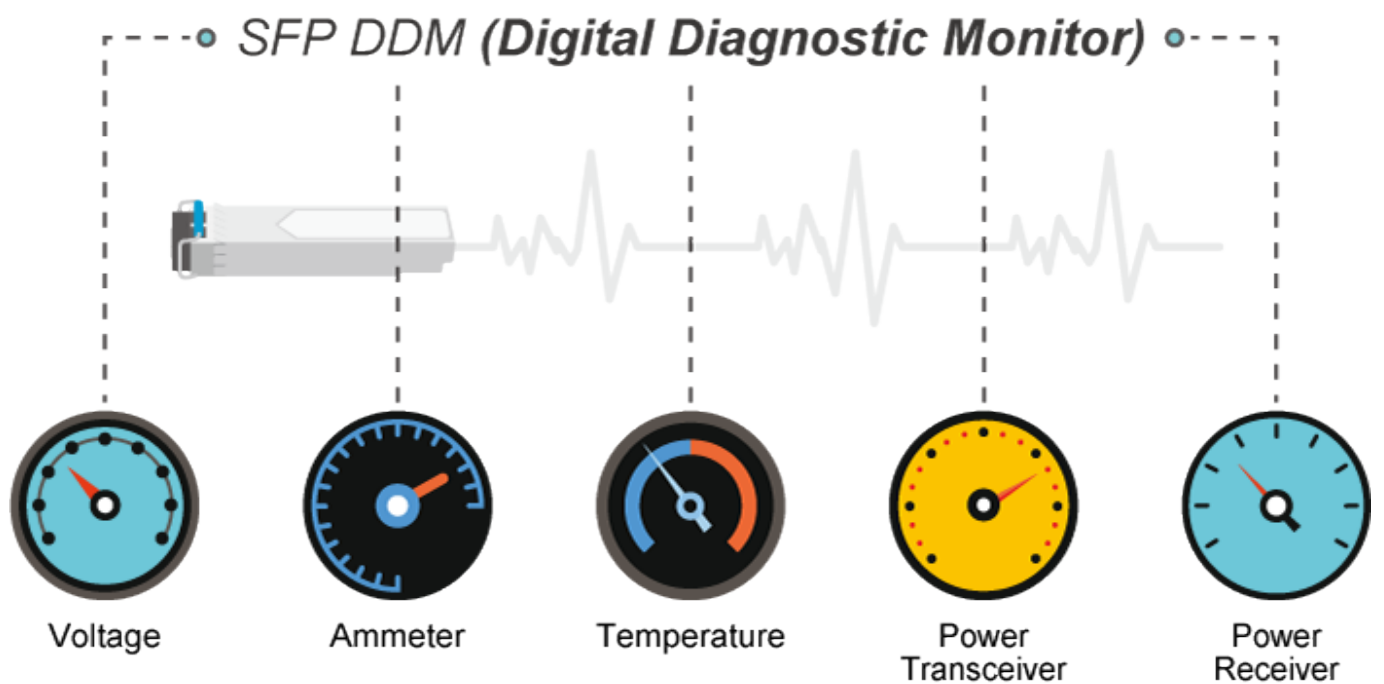 SFP DDM (Digital Diagnostic Monitor)
Voltage
Ammeter
Temperature
Power
Transceiver
Power
Receiver